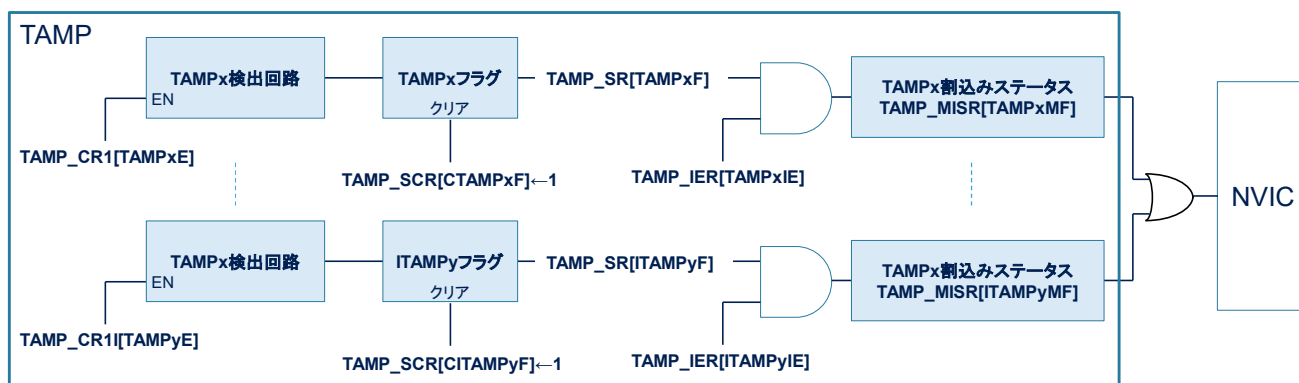 TAMP
TAMPx検出回路
EN
TAMP_CR1[TAMPxE]
TAMPxフラグ
クリア
TAMP_SCR[CTAMPxF]←1
TAMP_SR[TAMPxF]
TAMP_IER[TAMPxIE]
TAMPx割込みステータス
TAMP_MISR[TAMPxMF]
NVIC
TAMPx検出回路
EN
TAMP_CR1I[TAMPyE]
ITAMPyフラグ
クリア
TAMP_SCR[CITAMPyF]←1
TAMP_SR[ITAMPyF]
TAMP_IER[ITAMPyIE]
TAMPx割込みステータス
TAMP_MISR[ITAMPyMF]